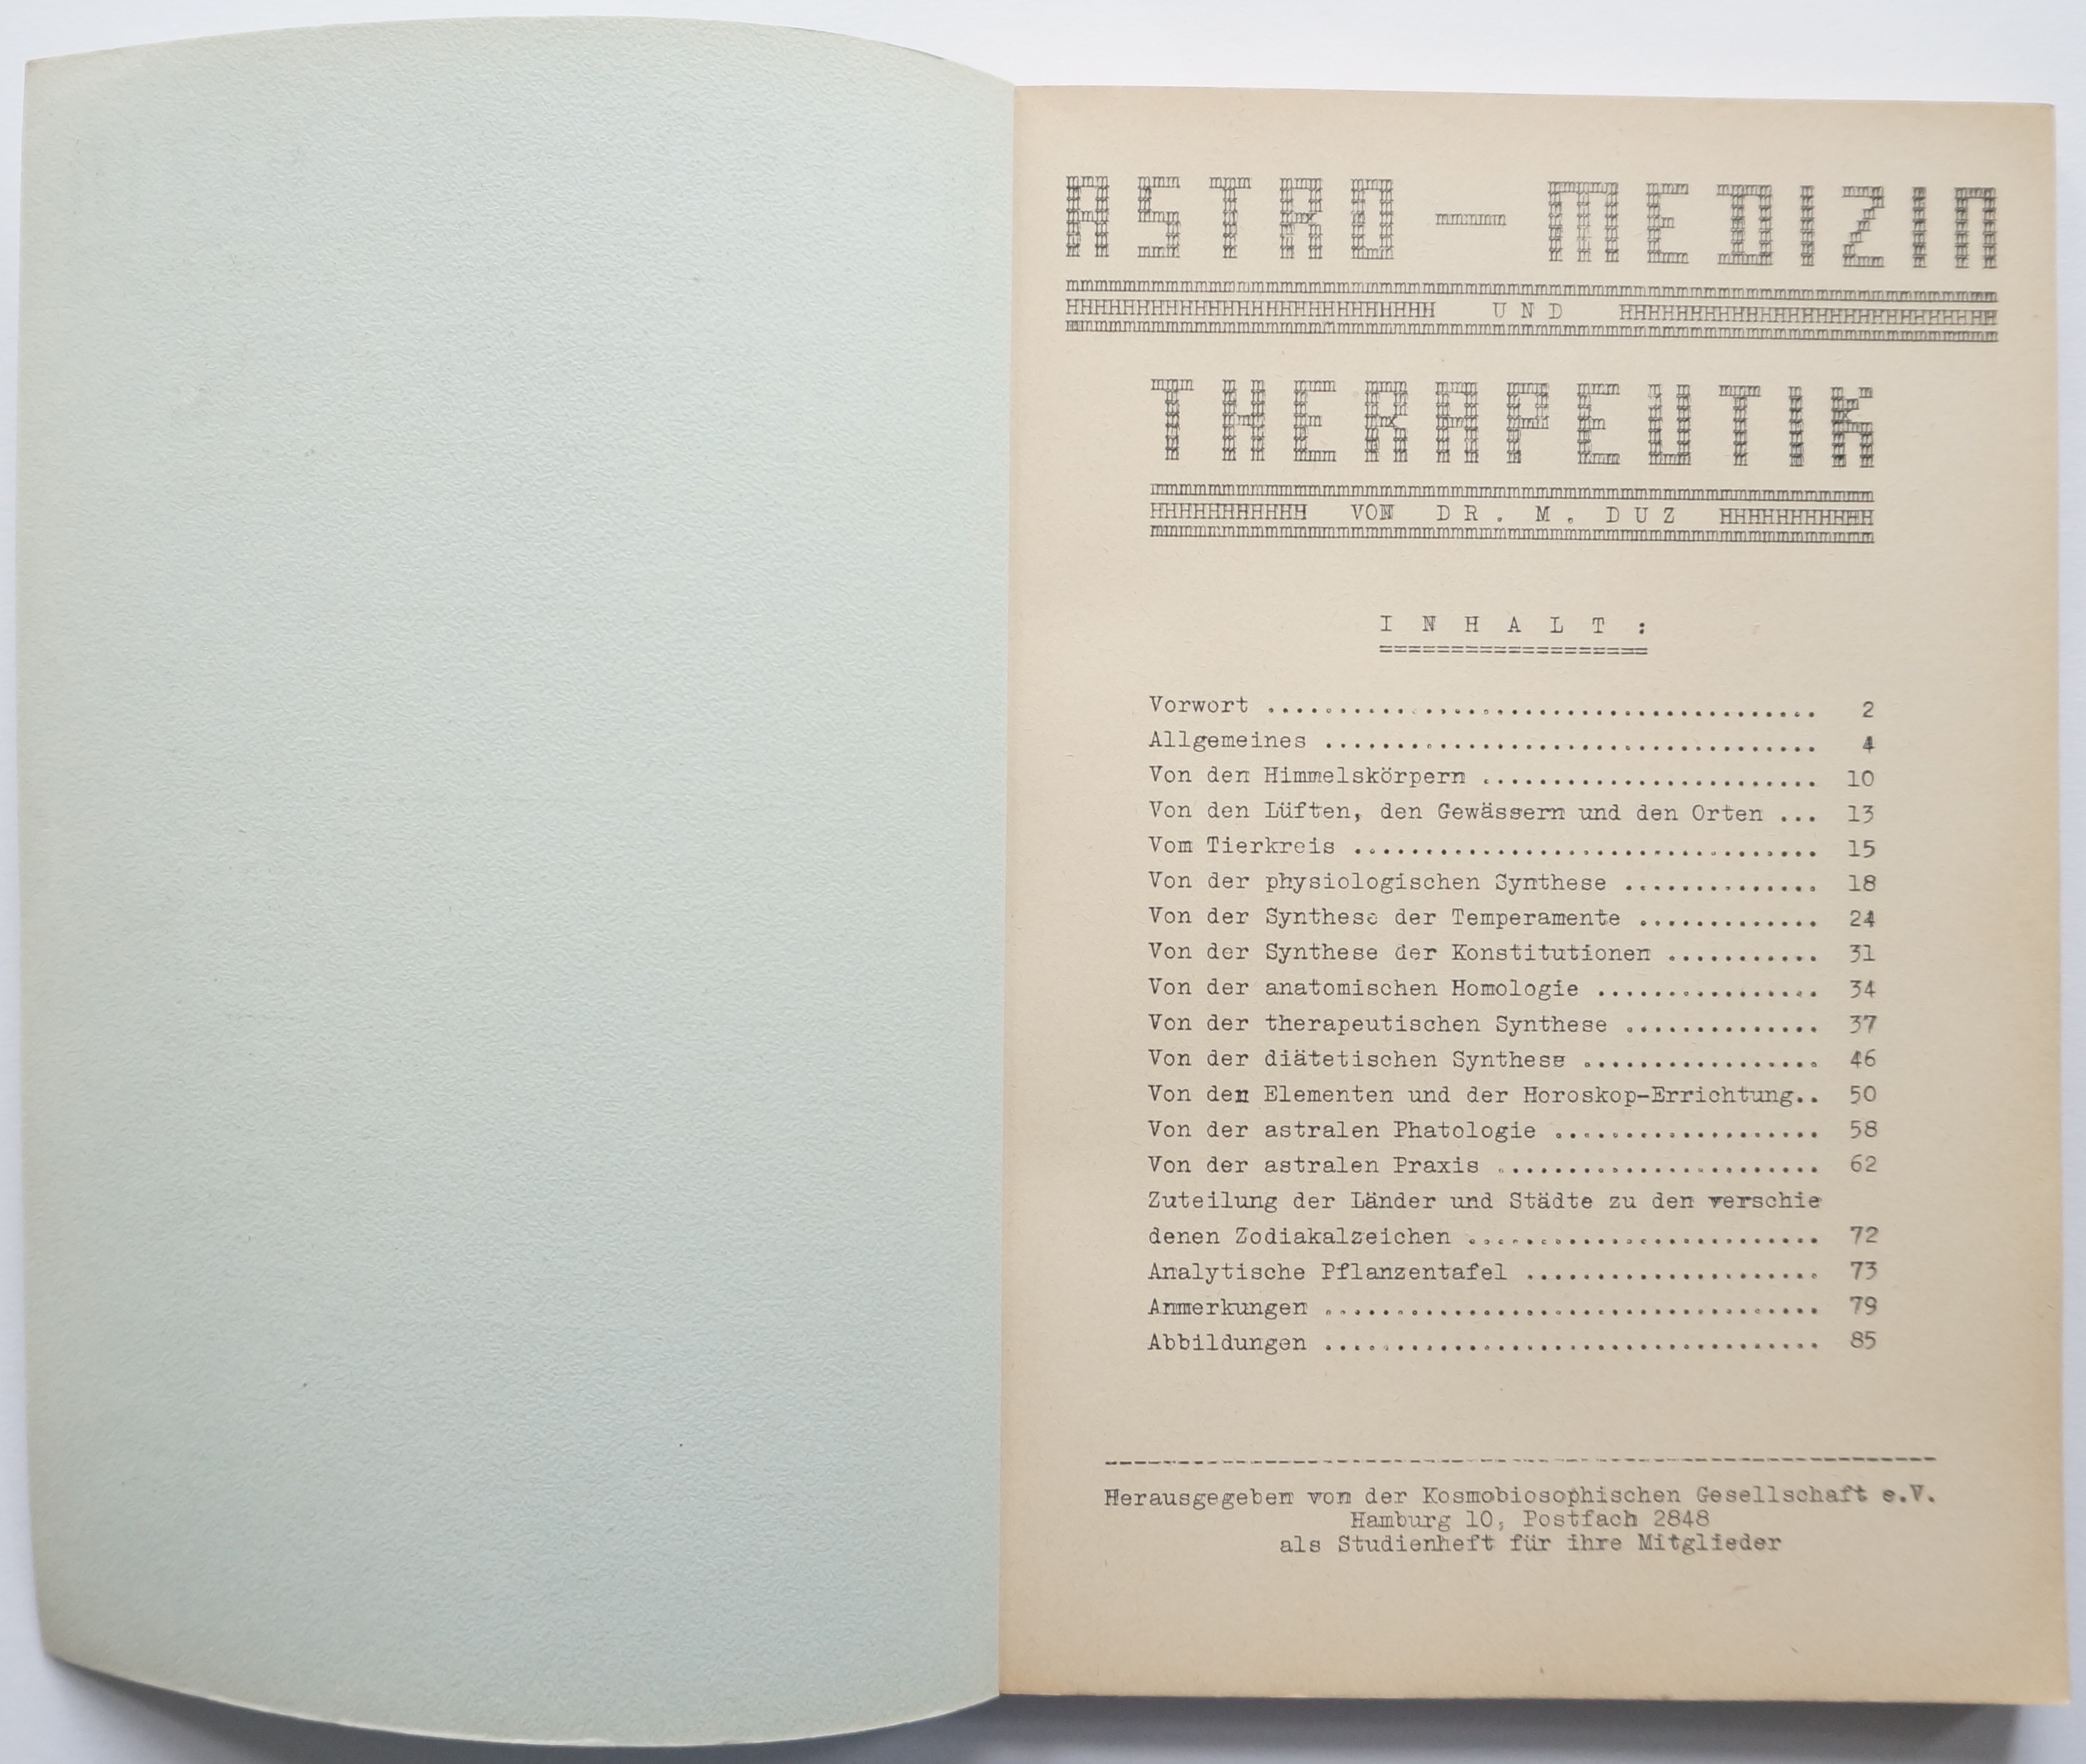 ASTRO - MEDIZIN
UND
THERAPEUTIK
VON DR. M. DUZ
INHALT:
Vorwort ....................................... 2
Allgemeines ................................... 4
Von den Himmelskörpern ........................ 10
Von den Lüften, den Gewässern und den Orten ... 13
Vom Tierkreis ................................. 15
Von der physiologischen Synthese .............. 18
Von der Synthese der Temperamente ............. 24
Von der Synthese der Konstitutionen ........... 31
Von der anatomischen Homologie ................ 34
Von der therapeutischen Synthese .............. 37
Von der diätetischen Synthese ................. 46
Von den Elementen und der Horoskop-Errichtung.. 50
Von der astralen Phatologie ................... 58
Von der astralen Praxis ....................... 62
Zuteilung der Länder und Städte zu den verschie
denen Zodiakalzeichen ......................... 72
Analytische Pflanzentafel ..................... 73
Anmerkungen ................................... 79
Abbildungen ................................... 85
Herausgegeben von der Kosmobiosophischen Gesellschaft e.V.
Hamburg 10, Postfach 2848
als Studienheft für ihre Mitglieder